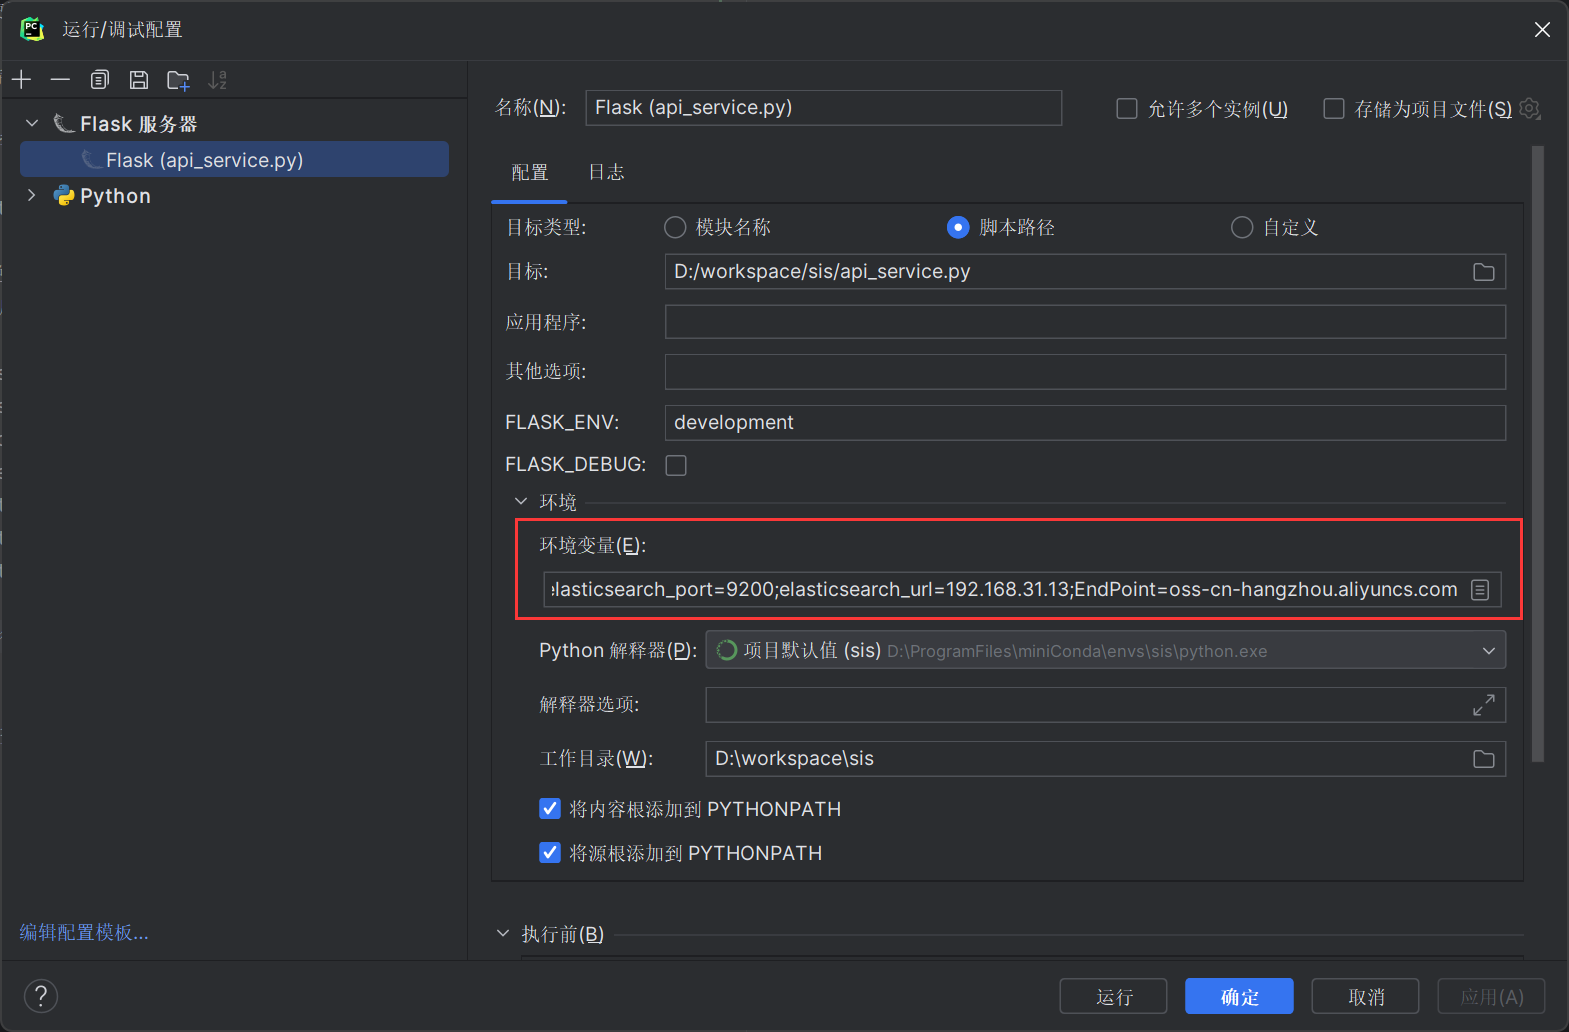 运行/调试配置
Flask 服务器
Flask (api_service.py)
Python
编辑配置模板...
名称(N):
Flask (api_service.py)
允许多个实例(U)
存储为项目文件(S)
配置
日志
目标类型:
模块名称
脚本路径
自定义
目标:
D:/workspace/sis/api_service.py
应用程序:
其他选项:
FLASK_ENV:
development
FLASK_DEBUG:
环境
环境变量(E):
elasticsearch_port=9200;elasticsearch_url=192.168.31.13;EndPoint=oss-cn-hangzhou.aliyuncs.com
Python 解释器(P):
项目默认值 (sis) D:\ProgramFiles\miniConda\envs\sis\python.exe
解释器选项:
工作目录(W):
D:\workspace\sis
将内容根添加到 PYTHONPATH
将源根添加到 PYTHONPATH
执行前(B)
?
运行
确定
取消
应用(A)